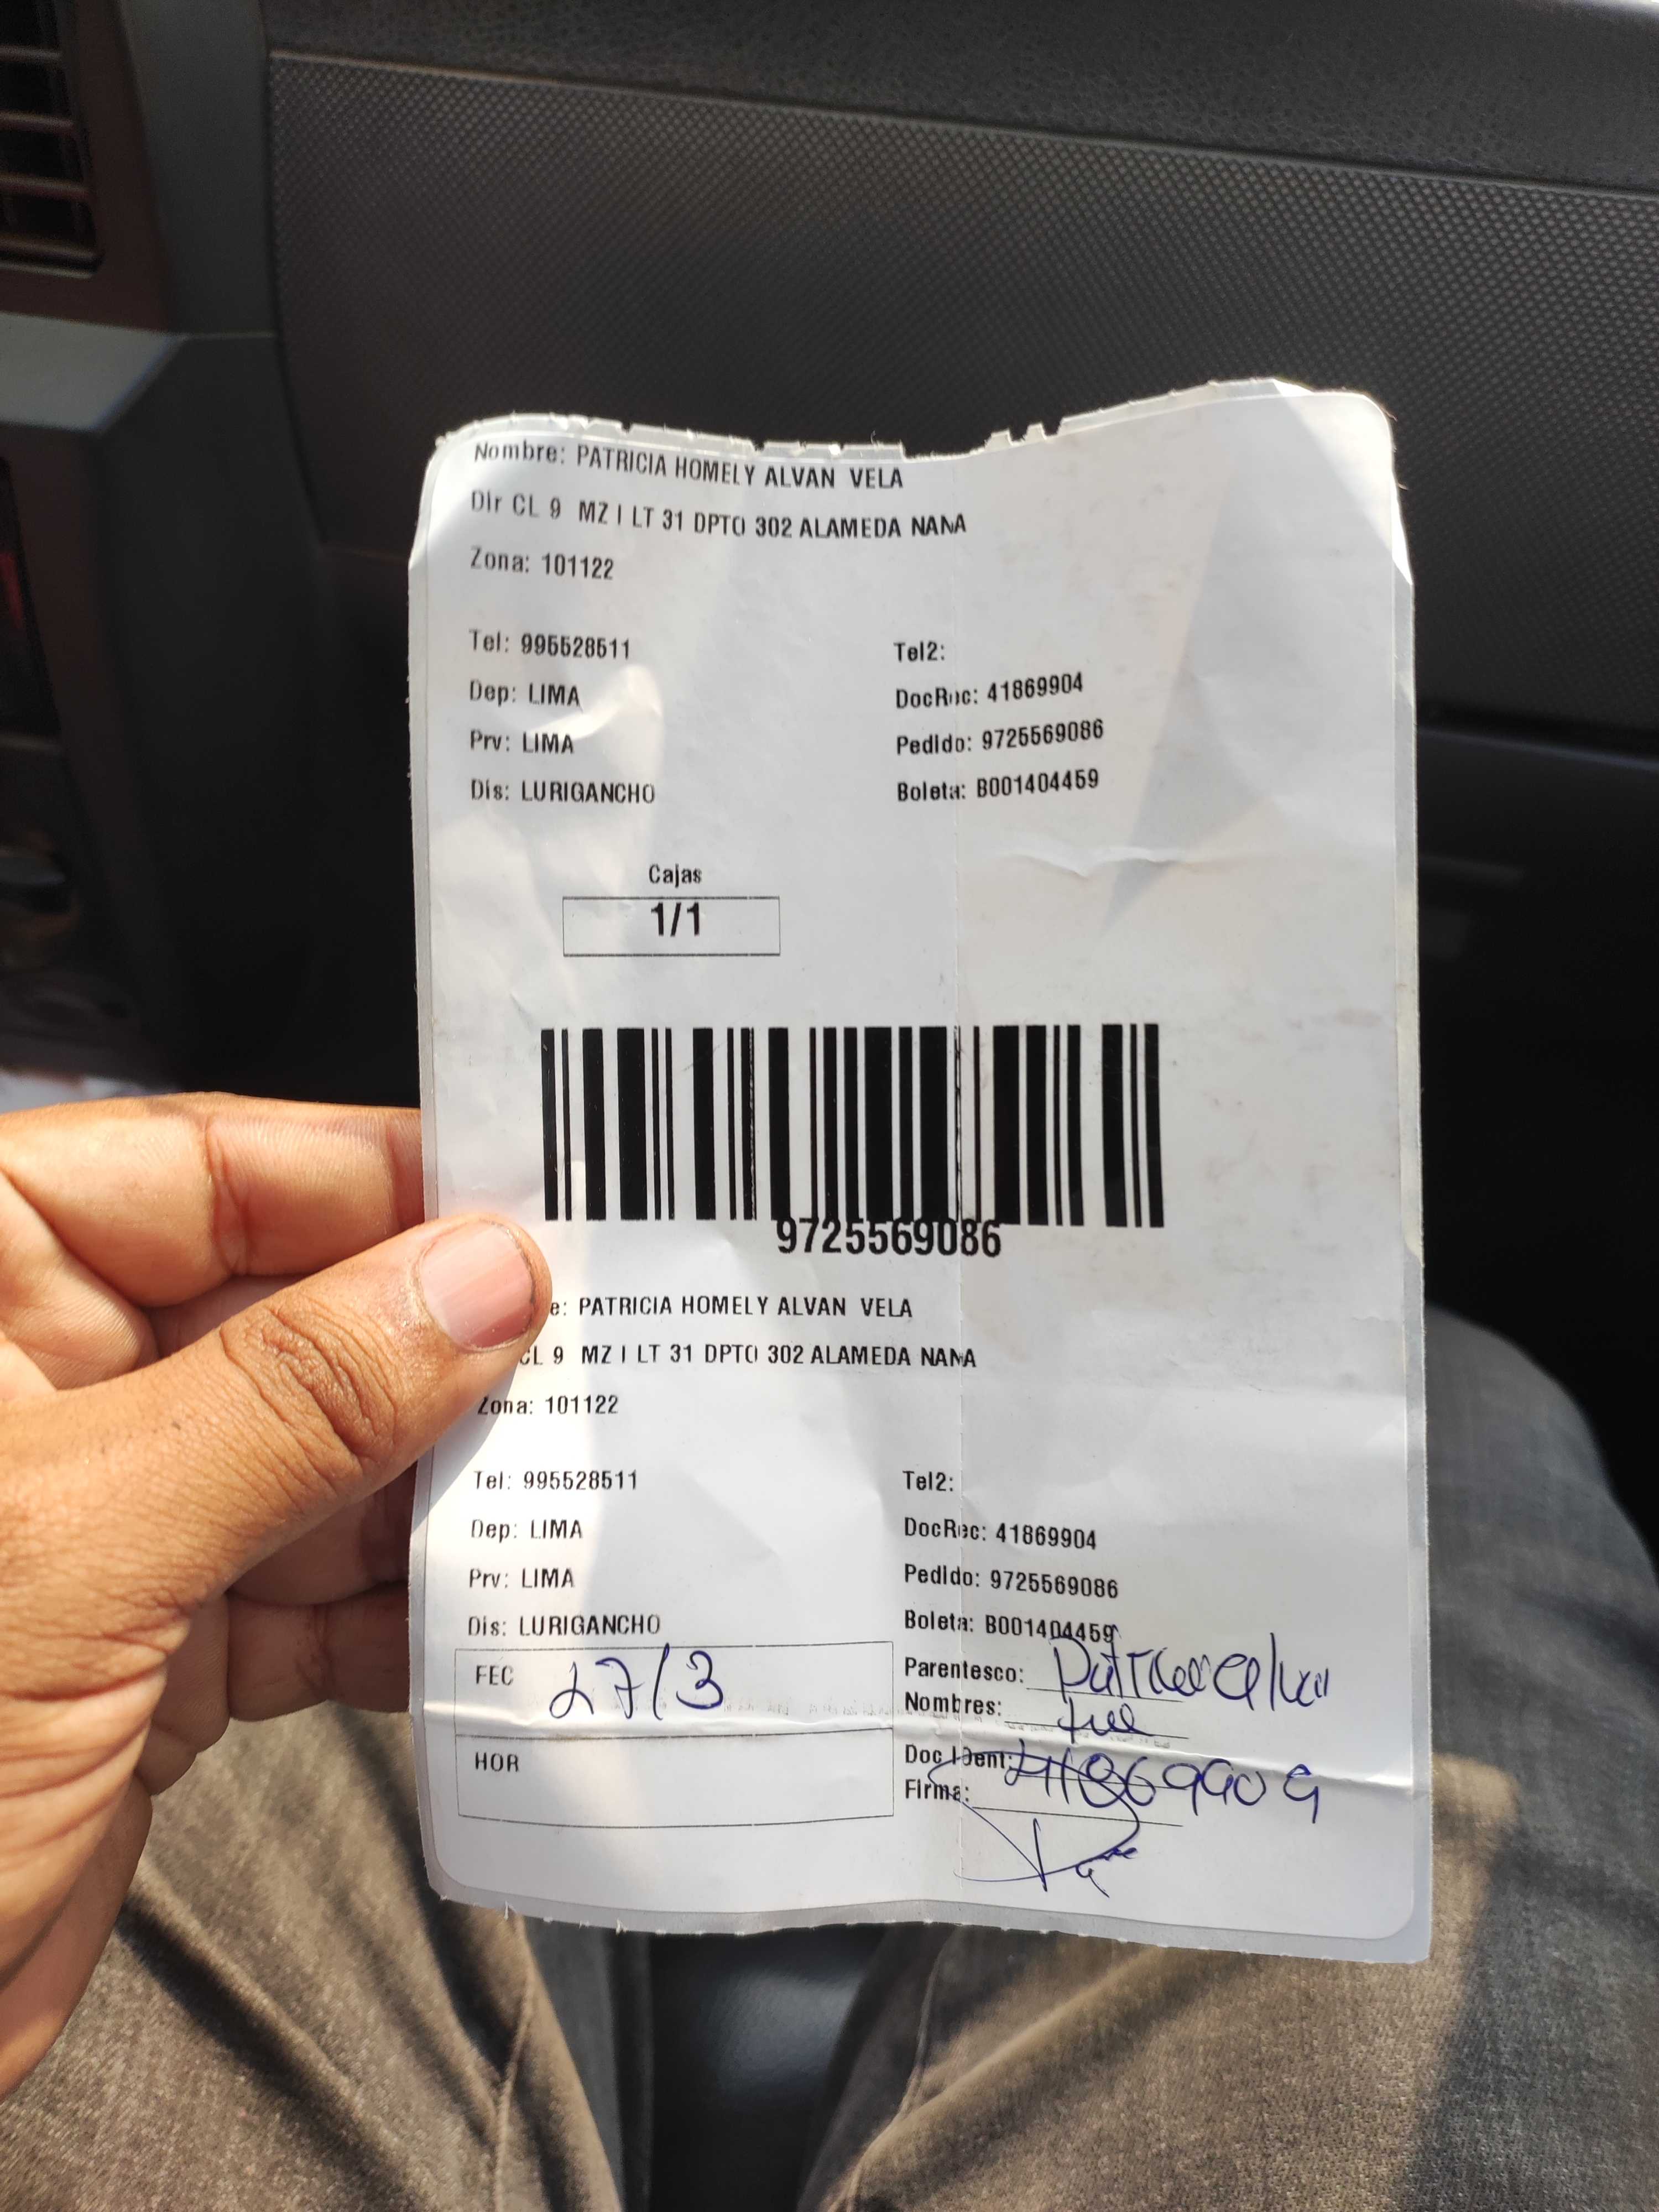 Nombre: PATRICIA HOMELY ALVAN VELA
Dir CL 9 MZ I LT 31 DPTO 302 ALAMEDA NANA
Zona: 101122
Tel: 995528511 Tel2:
Dep: LIMA DocRec: 41869904
Prv: LIMA Pedido: 9725569086
Dis: LURIGANCHO Boleta: B001404459
Cajas
1/1
9725569086
e: PATRICIA HOMELY ALVAN VELA
CL 9 MZ I LT 31 DPTO 302 ALAMEDA NANA
Zona: 101122
Tel: 995528511 Tel2:
Dep: LIMA DocRec: 41869904
Prv: LIMA Pedido: 9725569086
Dis: LURIGANCHO Boleta: B001404459
FEC 27/3 Parentesco:
Nombres:
HOR Doc Ident: 41869909
Firma: